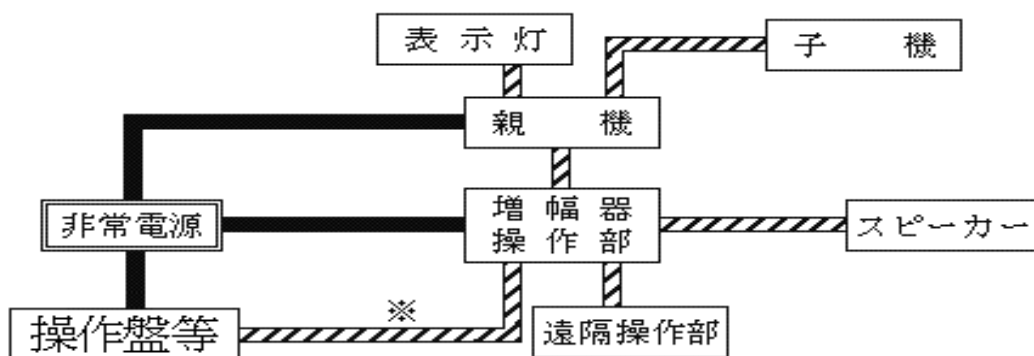 表示灯
子機
親機
非常電源
増幅器
操作部
スピーカー
操作盤等
※
遠隔操作部